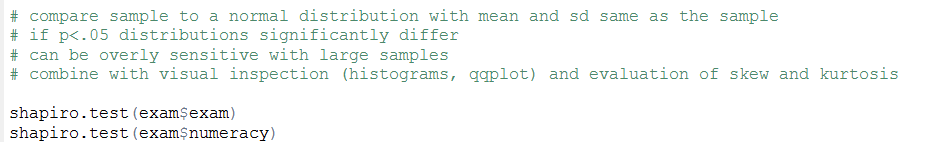 # compare sample to a normal distribution with mean and sd same as the sample
# if p<.05 distributions significantly differ
# can be overly sensitive with large samples
# combine with visual inspection (histograms, qqplot) and evaluation of skew and kurtosis
shapiro.test(exam$exam)
shapiro.test(exam$numeracy)